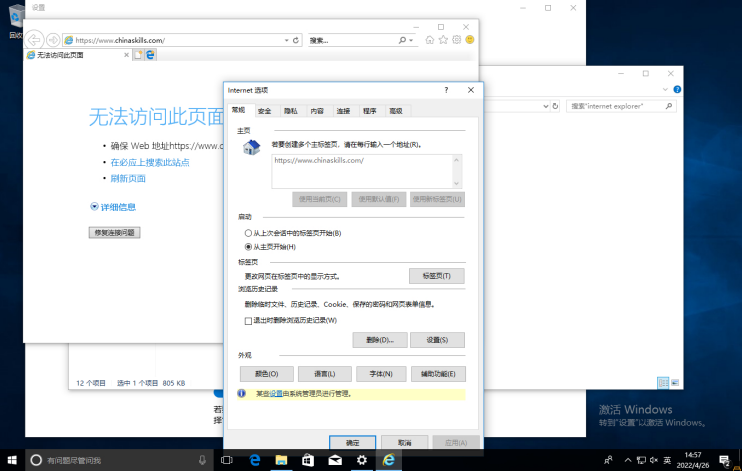 设置
回收
https://www.chinaskills.com/
搜索...
无法访问此页面
无法访问此页面
确保 Web 地址https://www.c
在必应上搜索此站点
刷新页面
详细信息
修复连接问题
搜索"internet explorer"
Internet 选项
常规 安全 隐私 内容 连接 程序 高级
主页
若要创建多个主标签页，请在每行输入一个地址(R)。
https://www.chinaskills.com/
使用当前页(C) 使用默认值(F) 使用新标签页(U)
启动
从上次会话中的标签页开始(B)
从主页开始(H)
标签页
更改网页在标签页中的显示方式。 标签页(T)
浏览历史记录
删除临时文件、历史记录、Cookie、保存的密码和网页表单信息。
退出时删除浏览历史记录(W)
删除(D)... 设置(S)
外观
颜色(O) 语言(L) 字体(N) 辅助功能(E)
某些设置由系统管理员进行管理。
确定 取消 应用(A)
12 个项目 选中 1 个项目 805 KB
若
择
激活 Windows
转到"设置"以激活 Windows。
有问题尽管问我
英
14:57
2022/4/26